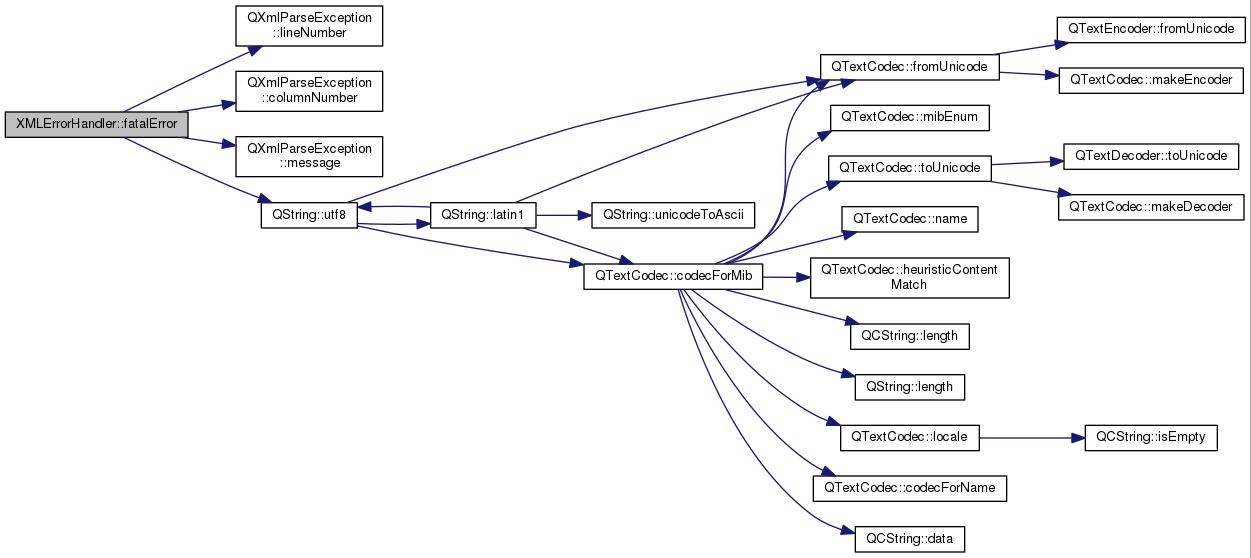 XMLErrorHandler::fatalError
QXmlParseException
::lineNumber
QXmlParseException
::columnNumber
QXmlParseException
::message
QString::utf8
QString::latin1
QString::unicodeToAscii
QTextCodec::codecForMib
QTextCodec::fromUnicode
QTextEncoder::fromUnicode
QTextCodec::makeEncoder
QTextCodec::mibEnum
QTextCodec::toUnicode
QTextDecoder::toUnicode
QTextCodec::makeDecoder
QTextCodec::name
QTextCodec::heuristicContent
Match
QCString::length
QString::length
QTextCodec::locale
QCString::isEmpty
QTextCodec::codecForName
QCString::data